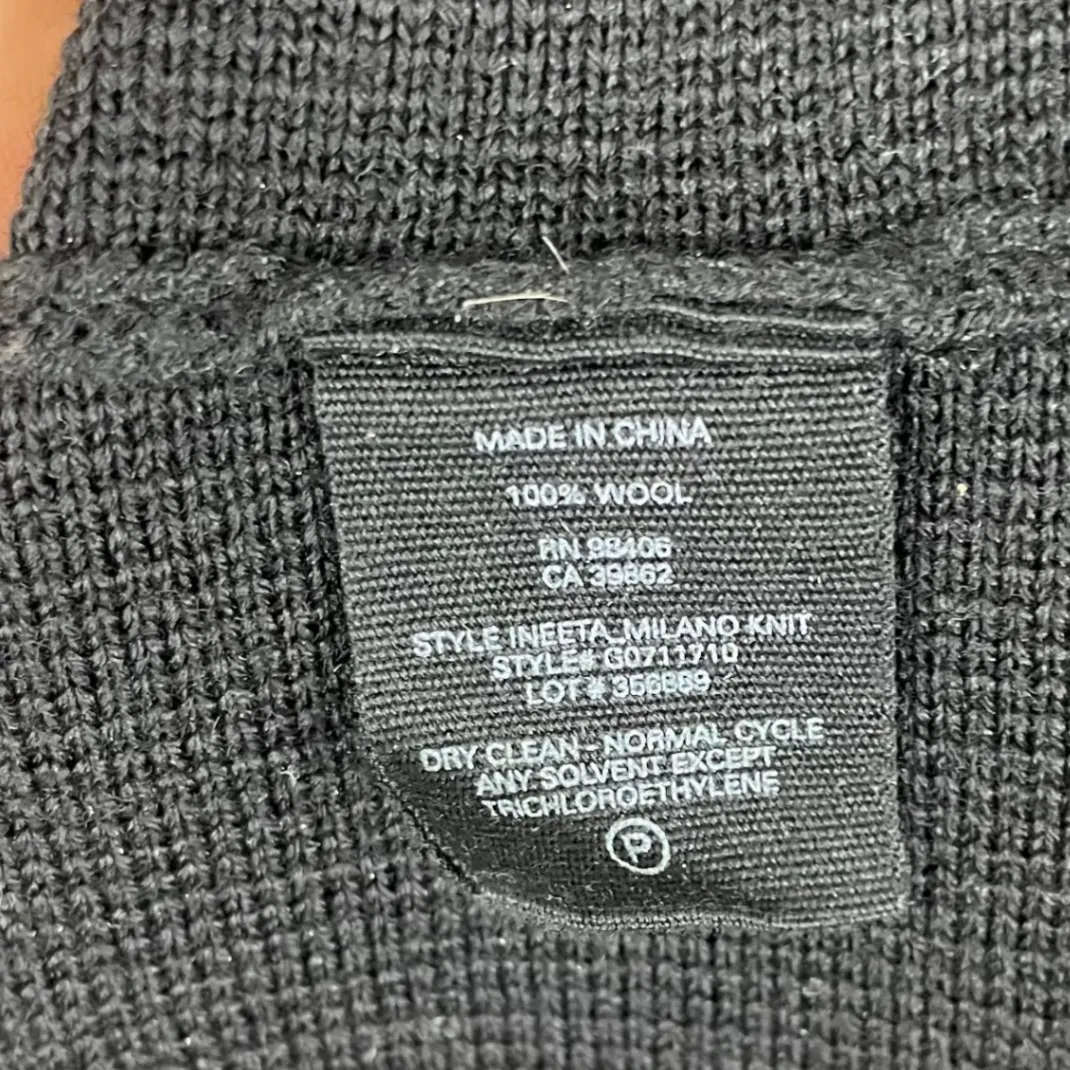 MADE IN CHINA
100% WOOL
RN 98406
CA 39862
STYLE INEETA_MILANO KNIT
STYLE# G0711710
LOT #
DRY CLEAN - NORMAL CYCLE
ANY SOLVENT EXCEPT
TRICHLOROETHYLENE
P